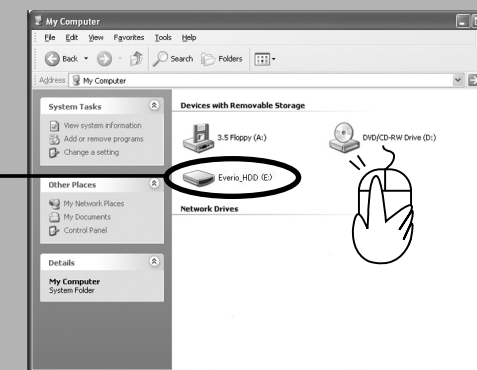 My Computer
File Edit View Favorites Tools Help
Back Search Folders
Address My Computer
System Tasks
View system information
Add or remove programs
Change a setting
Other Places
My Network Places
My Documents
Control Panel
Details
My Computer
System Folder
Devices with Removable Storage
3.5 Floppy (A:)
DVD/CD-RW Drive (D:)
Everio_HDD (E:)
Network Drives